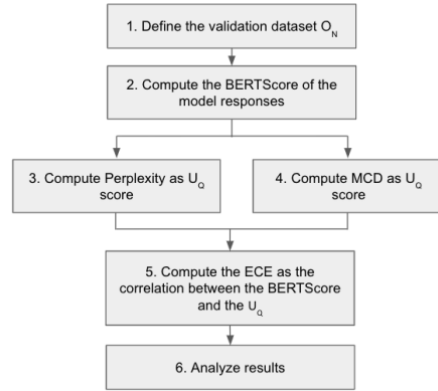 1. Define the validation dataset O_N
2. Compute the BERTScore of the
model responses
3. Compute Perplexity as U_Q
score
4. Compute MCD as U_Q
score
5. Compute the ECE as the
correlation between the BERTScore
and the U_Q
6. Analyze results